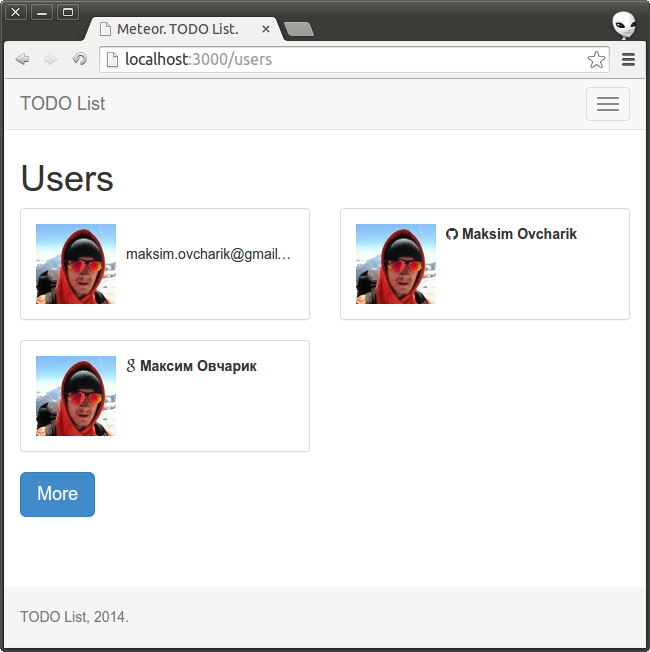 Meteor. TODO List.
localhost:3000/users
TODO List
Users
maksim.ovcharik@gmail...
Maksim Ovcharik
Максим Овчарик
More
TODO List, 2014.